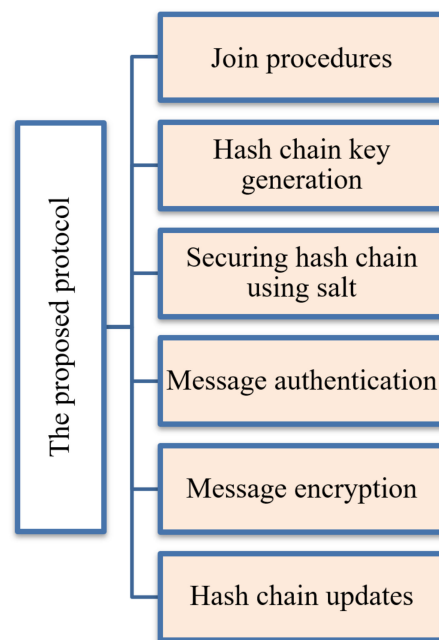 The proposed protocol
Join procedures
Hash chain key
generation
Securing hash chain
using salt
Message authentication
Message encryption
Hash chain updates